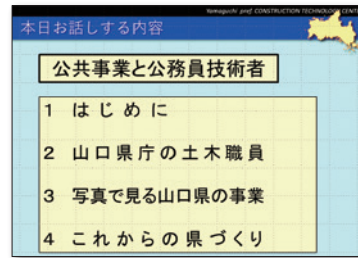 Yamaguchi pref. CONSTRUCTION TECHNOLOGY CENTER
本日お話しする内容
公共事業と公務員技術者
1 はじめに
2 山口県庁の土木職員
3 写真で見る山口県の事業
4 これからの県づくり